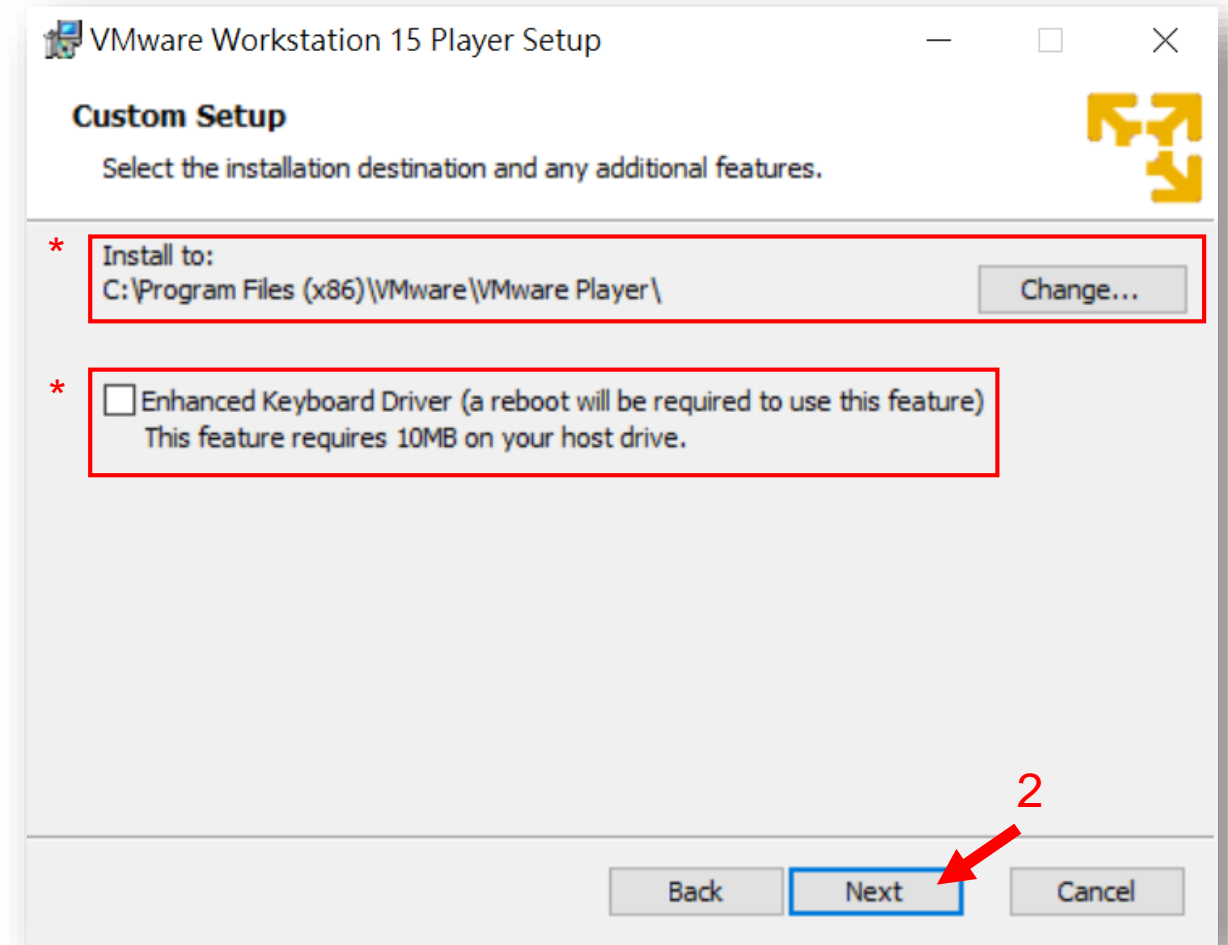 VMware Workstation 15 Player Setup
Custom Setup
Select the installation destination and any additional features.
* Install to:
C:\Program Files (x86)\VMware\VMware Player\
Change...
* Enhanced Keyboard Driver (a reboot will be required to use this feature)
This feature requires 10MB on your host drive.
2
Back Next Cancel